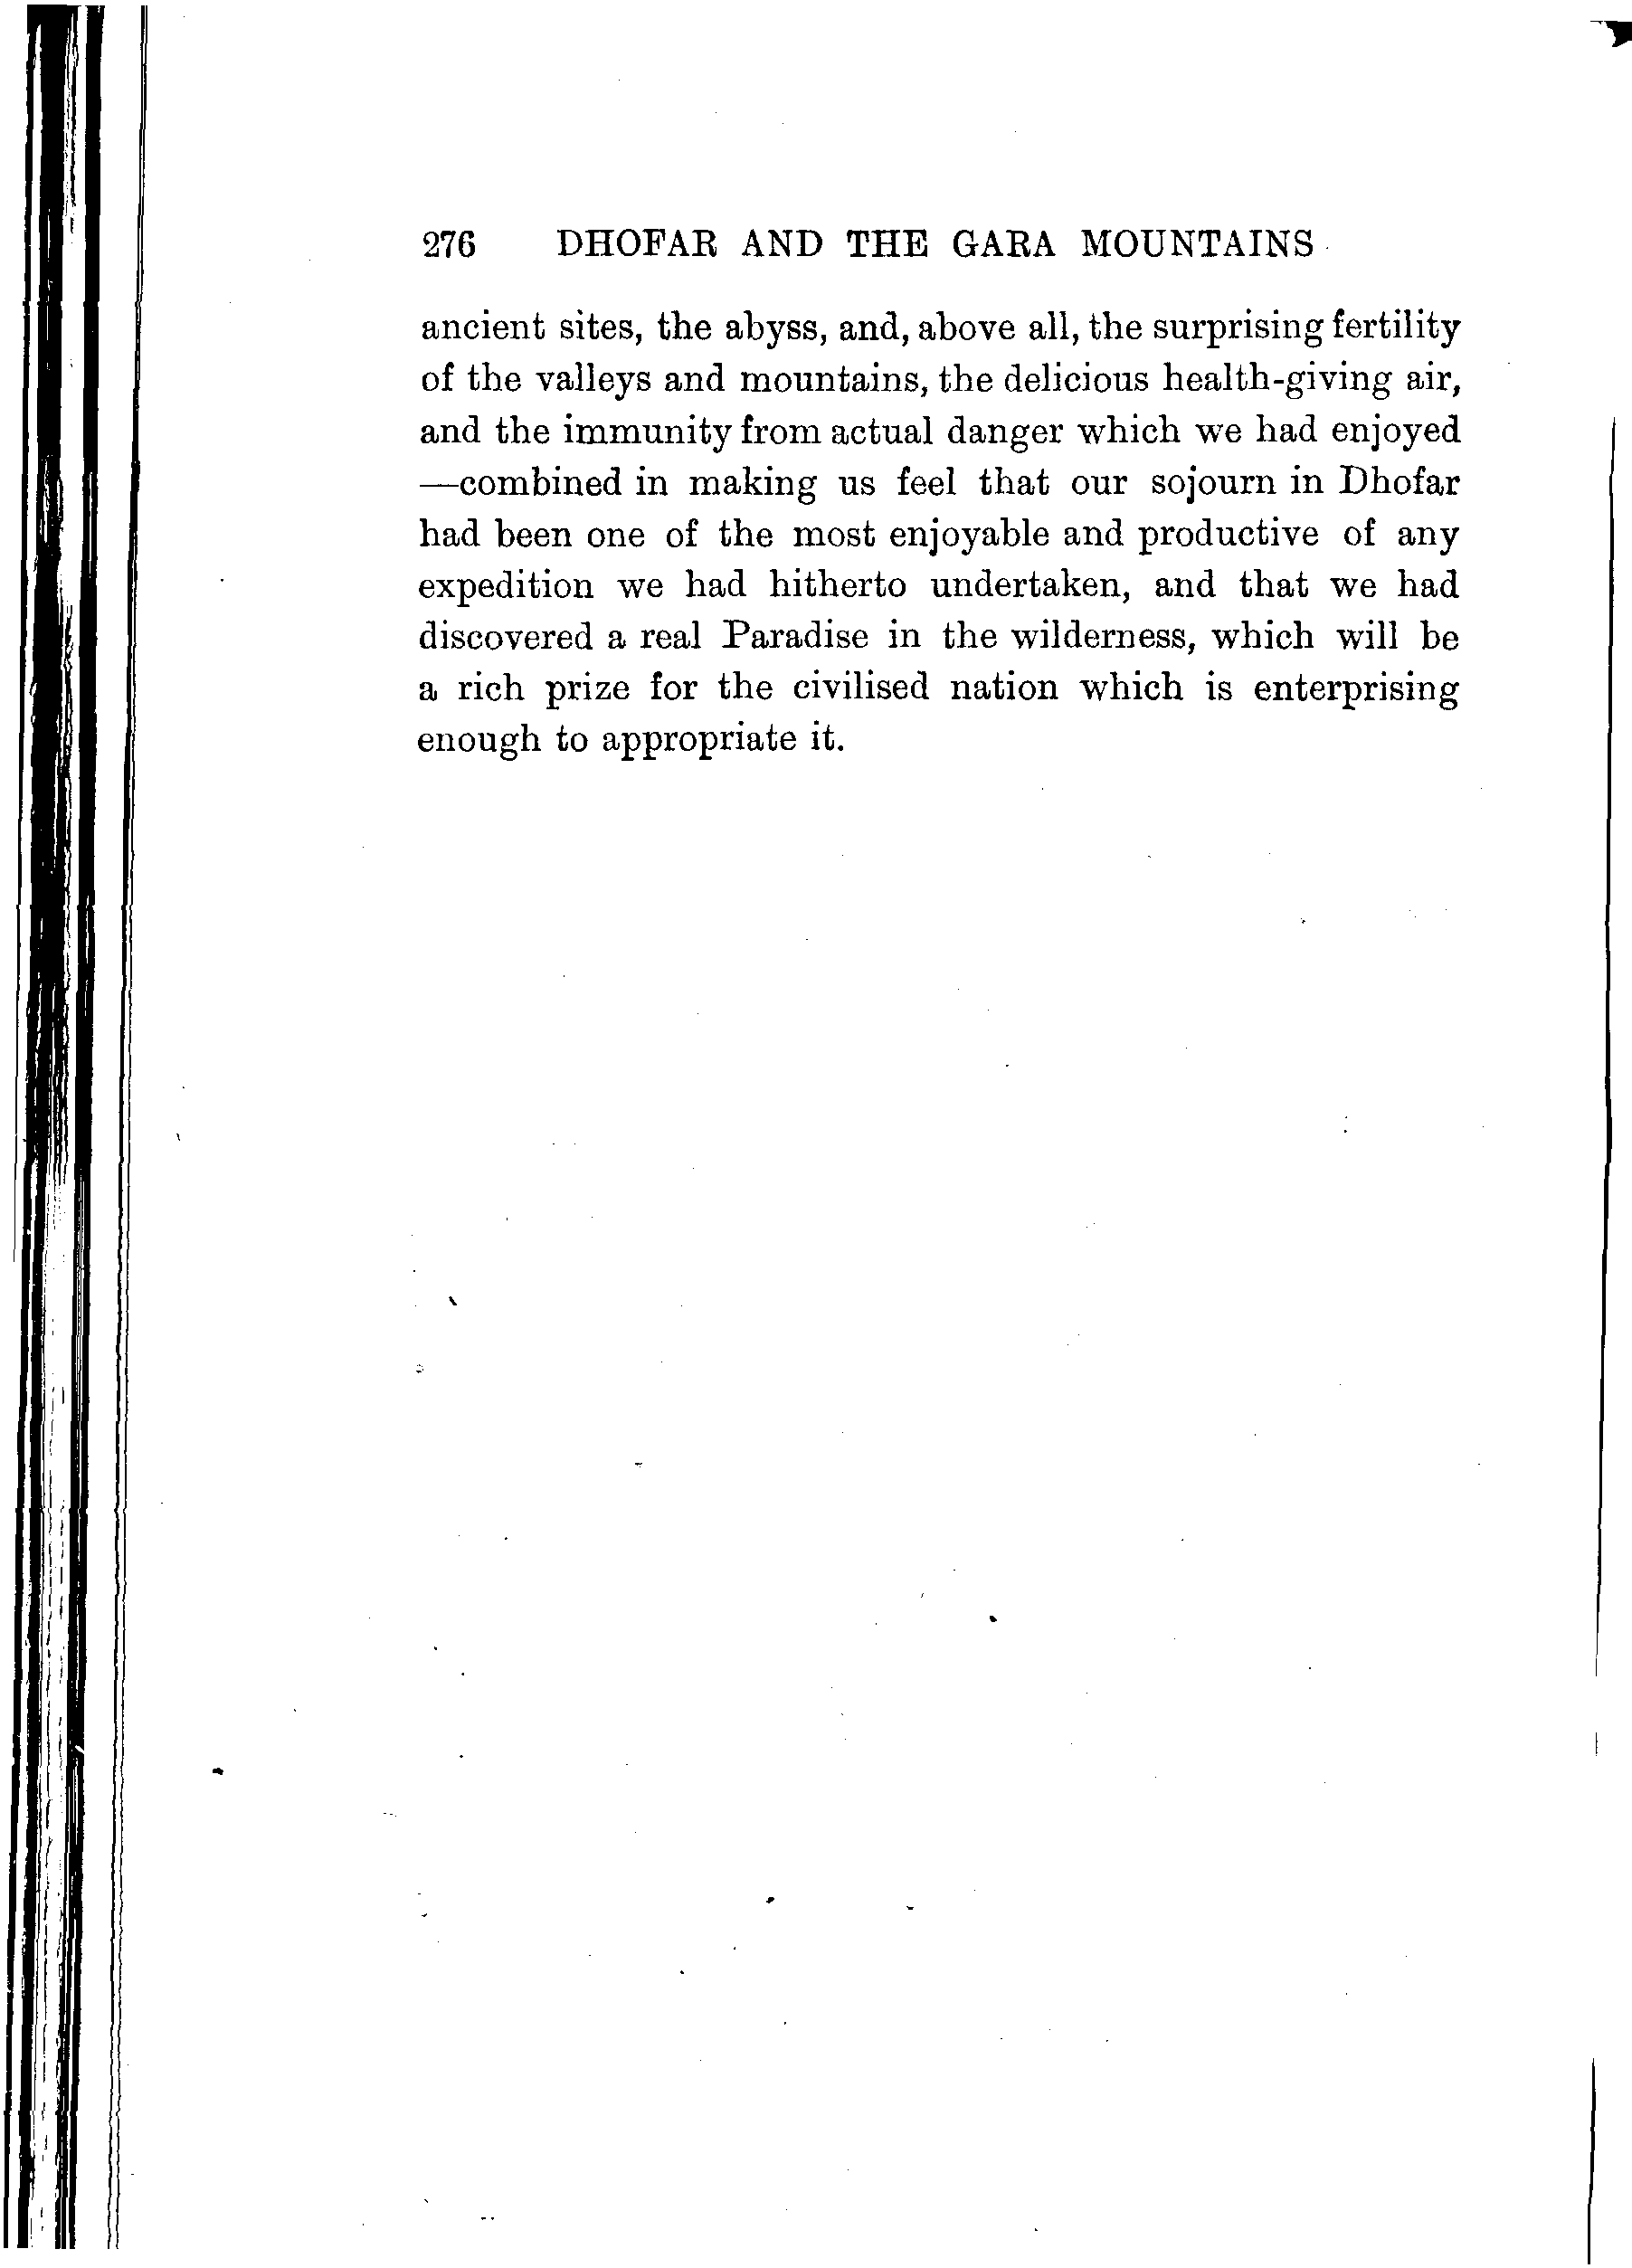 276 DHOFAR AND THE GARA MOUNTAINS
ancient sites, the abyss, and, above all, the surprising fertility
of the valleys and mountains, the delicious health-giving air,
and the immunity from actual danger which we had enjoyed
—combined in making us feel that our sojourn in Dhofar
had been one of the most enjoyable and productive of any
expedition we had hitherto undertaken, and that we had
discovered a real Paradise in the wilderness, which will be
a rich prize for the civilised nation which is enterprising
enough to appropriate it.